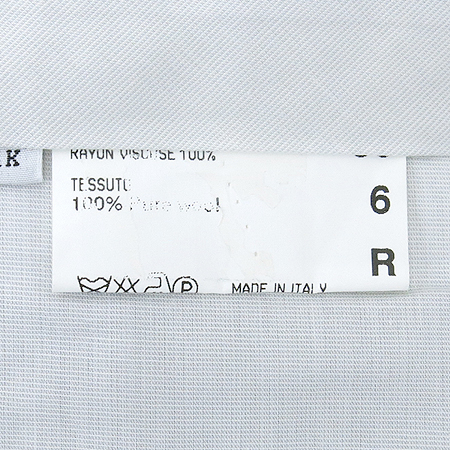 RAYON VISCOSE 100%
K
TESSUTO
100% Pure wool
6
R
P
MADE IN ITALY